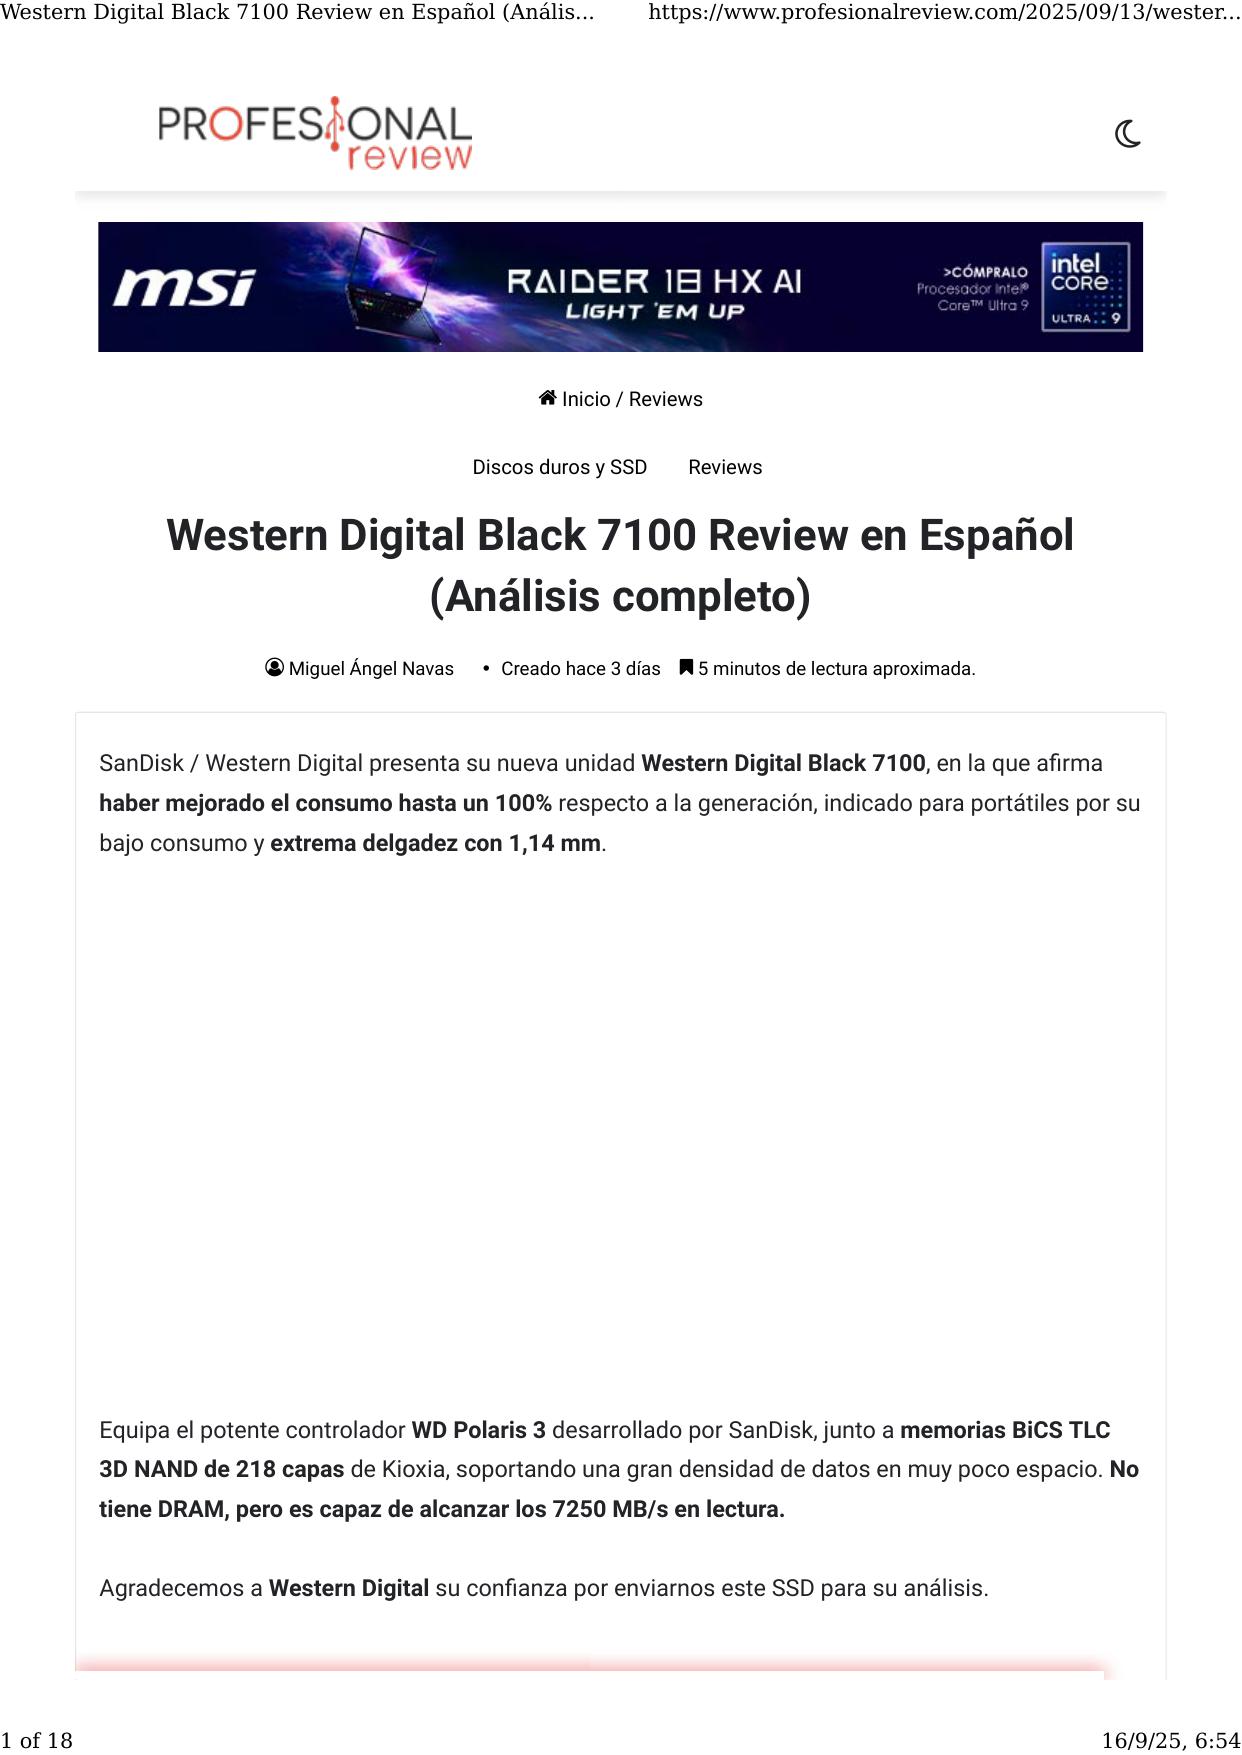 Western Digital Black 7100 Review en Español (Anális...
https://www.profesionalreview.com/2025/09/13/wester...
PROFESIONAL
review
msi
RAIDER 18 HX AI
LIGHT 'EM UP
>CÓMPRALO
Procesador Intel®
Core™ Ultra 9
intel
CORE
ULTRA 9
Inicio / Reviews
Discos duros y SSD Reviews
Western Digital Black 7100 Review en Español
(Análisis completo)
Miguel Ángel Navas • Creado hace 3 días 5 minutos de lectura aproximada.
SanDisk / Western Digital presenta su nueva unidad Western Digital Black 7100, en la que afirma
haber mejorado el consumo hasta un 100% respecto a la generación, indicado para portátiles por su
bajo consumo y extrema delgadez con 1,14 mm.
Equipa el potente controlador WD Polaris 3 desarrollado por SanDisk, junto a memorias BiCS TLC
3D NAND de 218 capas de Kioxia, soportando una gran densidad de datos en muy poco espacio. No
tiene DRAM, pero es capaz de alcanzar los 7250 MB/s en lectura.
Agradecemos a Western Digital su confianza por enviarnos este SSD para su análisis.
1 of 18
16/9/25, 6:54